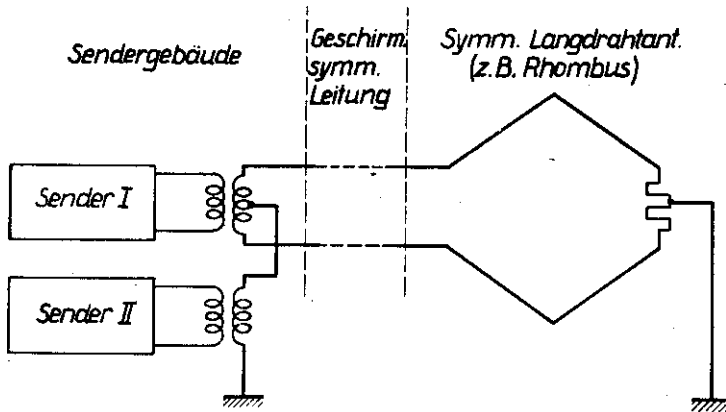 Sendergebäude
Geschirm.
symm.
Leitung
Symm. Langdrahtant.
(z.B. Rhombus)
Sender I
Sender II